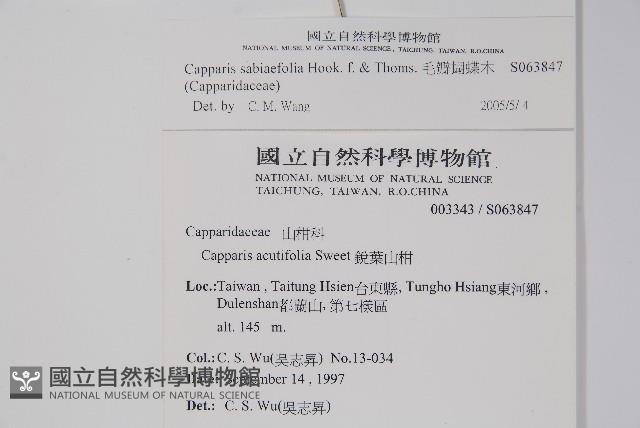 國立自然科學博物館
NATIONAL MUSEUM OF NATURAL SCIENCE, TAICHUNG, TAIWAN, R.O.CHINA
Capparis sabiaefolia Hook. f. & Thoms. 毛瓣蝴蝶木 S063847
(Capparidaceae)
Det. by C. M. Wang 2005/5/4
國立自然科學博物館
NATIONAL MUSEUM OF NATURAL SCIENCE
TAICHUNG, TAIWAN, R.O.CHINA
003343 / S063847
Capparidaceae 山柑科
Capparis acutifolia Sweet 銳葉山柑
Loc.:Taiwan , Taitung Hsien台東縣, Tungho Hsiang東河鄉 ,
Dulenshan都蘭山, 第七樣區
alt. 145 m.
Col.: C. S. Wu(吳志昇) No.13-034
Date: September 14 , 1997
Det.: C. S. Wu(吳志昇)
國立自然科學博物館
NATIONAL MUSEUM OF NATURAL SCIENCE